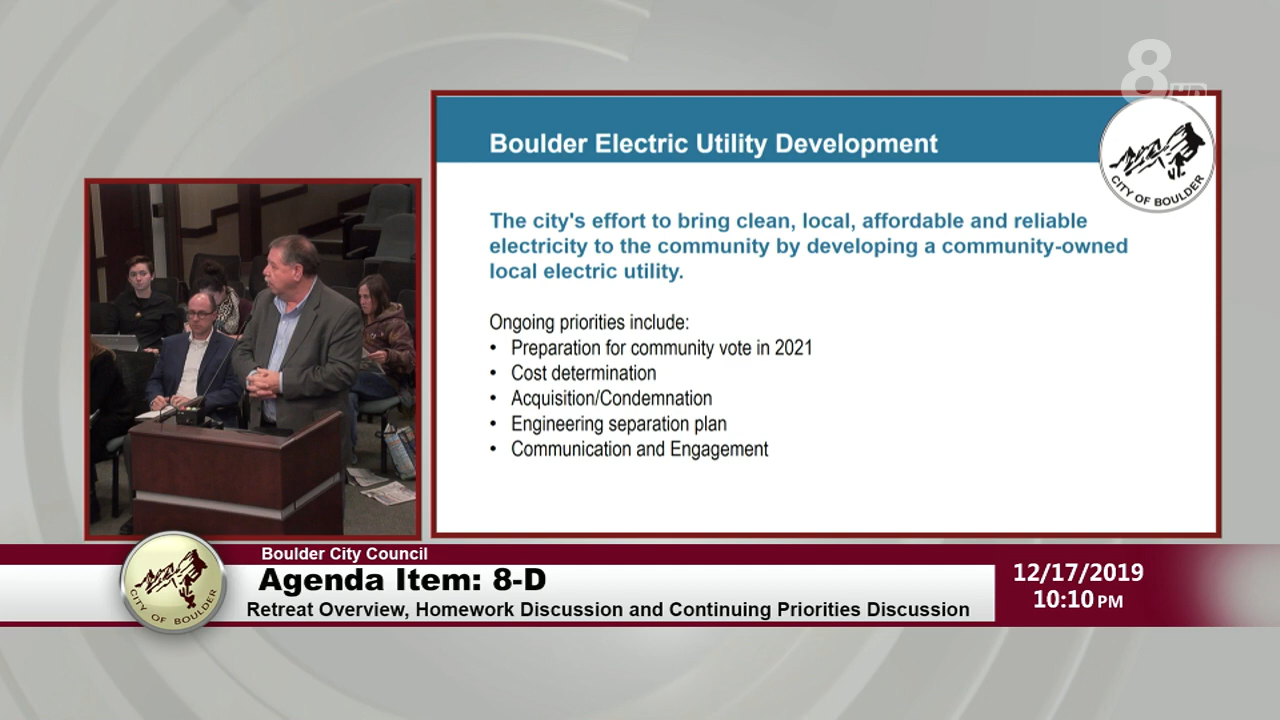 8
HD
Boulder Electric Utility Development
CITY OF BOULDER
The city's effort to bring clean, local, affordable and reliable
electricity to the community by developing a community-owned
local electric utility.
Ongoing priorities include:
• Preparation for community vote in 2021
• Cost determination
• Acquisition/Condemnation
• Engineering separation plan
• Communication and Engagement
Boulder City Council
Agenda Item: 8-D
Retreat Overview, Homework Discussion and Continuing Priorities Discussion
12/17/2019
10:10 PM
CITY OF BOULDER